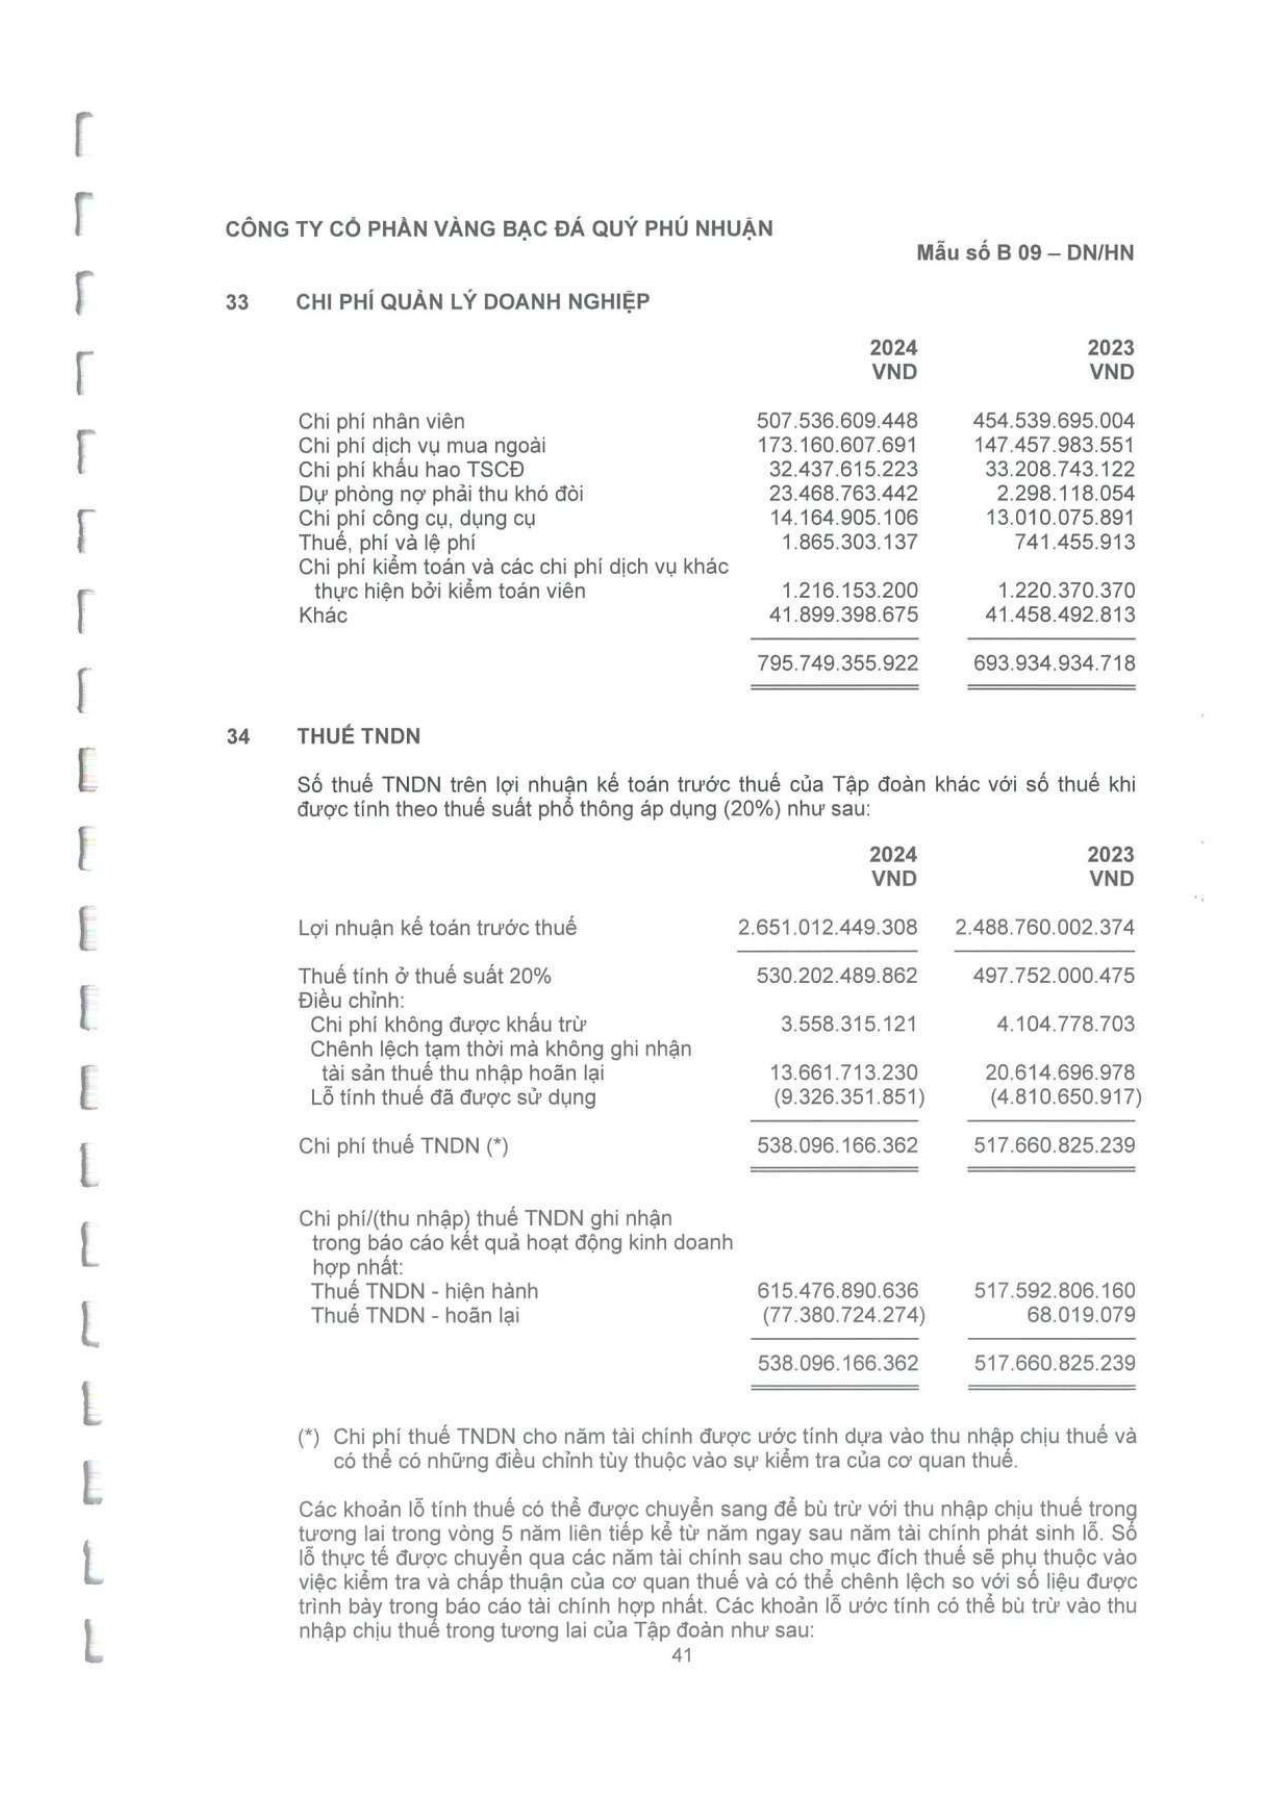 CÔNG TY CỔ PHẦN VÀNG BẠC ĐÁ QUÝ PHÚ NHUẬN
Mẫu số B 09 – DN/HN
33 CHI PHÍ QUẢN LÝ DOANH NGHIỆP
2024 2023
VND VND
Chi phí nhân viên 507.536.609.448 454.539.695.004
Chi phí dịch vụ mua ngoài 173.160.607.691 147.457.983.551
Chi phí khấu hao TSCĐ 32.437.615.223 33.208.743.122
Dự phòng nợ phải thu khó đòi 23.468.763.442 2.298.118.054
Chi phí công cụ, dụng cụ 14.164.905.106 13.010.075.891
Thuế, phí và lệ phí 1.865.303.137 741.455.913
Chi phí kiểm toán và các chi phí dịch vụ khác
thực hiện bởi kiểm toán viên 1.216.153.200 1.220.370.370
Khác 41.899.398.675 41.458.492.813
795.749.355.922 693.934.934.718
34 THUẾ TNDN
Số thuế TNDN trên lợi nhuận kế toán trước thuế của Tập đoàn khác với số thuế khi
được tính theo thuế suất phổ thông áp dụng (20%) như sau:
2024 2023
VND VND
Lợi nhuận kế toán trước thuế 2.651.012.449.308 2.488.760.002.374
Thuế tính ở thuế suất 20% 530.202.489.862 497.752.000.475
Điều chỉnh:
Chi phí không được khấu trừ 3.558.315.121 4.104.778.703
Chênh lệch tạm thời mà không ghi nhận
tài sản thuế thu nhập hoãn lại 13.661.713.230 20.614.696.978
Lỗ tính thuế đã được sử dụng (9.326.351.851) (4.810.650.917)
Chi phí thuế TNDN (*) 538.096.166.362 517.660.825.239
Chi phí/(thu nhập) thuế TNDN ghi nhận
trong báo cáo kết quả hoạt động kinh doanh
hợp nhất:
Thuế TNDN - hiện hành 615.476.890.636 517.592.806.160
Thuế TNDN - hoãn lại (77.380.724.274) 68.019.079
538.096.166.362 517.660.825.239
(*) Chi phí thuế TNDN cho năm tài chính được ước tính dựa vào thu nhập chịu thuế và
có thể có những điều chỉnh tùy thuộc vào sự kiểm tra của cơ quan thuế.
Các khoản lỗ tính thuế có thể được chuyển sang để bù trừ với thu nhập chịu thuế trong
tương lai trong vòng 5 năm liên tiếp kể từ năm ngay sau năm tài chính phát sinh lỗ. Số
lỗ thực tế được chuyển qua các năm tài chính sau cho mục đích thuế sẽ phụ thuộc vào
việc kiểm tra và chấp thuận của cơ quan thuế và có thể chênh lệch so với số liệu được
trình bày trong báo cáo tài chính hợp nhất. Các khoản lỗ ước tính có thể bù trừ vào thu
nhập chịu thuế trong tương lai của Tập đoàn như sau:
41